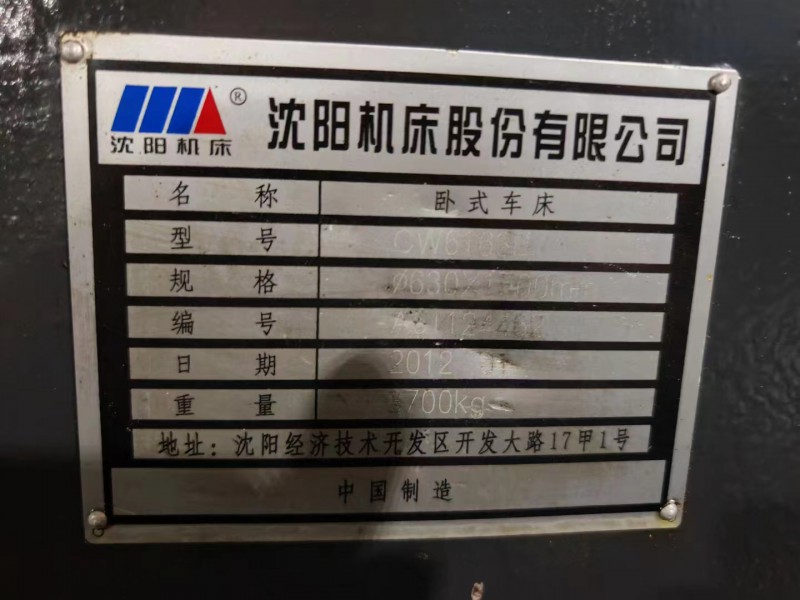 沈阳机床
®
沈阳机床股份有限公司
名称 卧式车床
型号
规格
编号
日期 2012
重量 700kg
地址：沈阳经济技术开发区开发大路17甲1号
中国制造